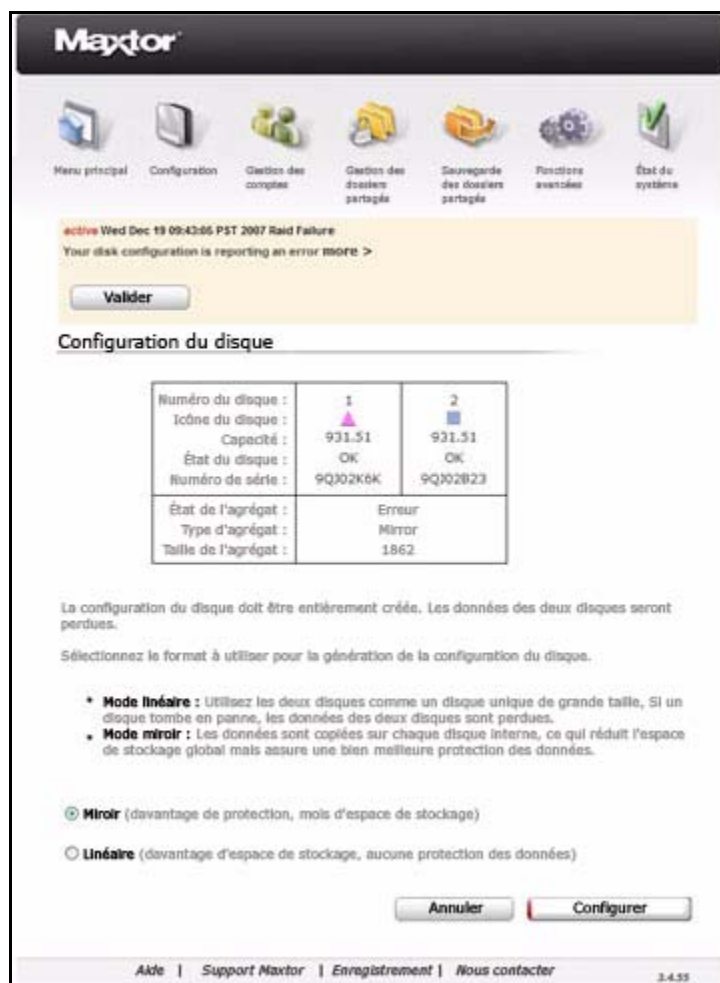 Maxtor
Menu principal
Configuration
Gestion des comptes
Gestion des dossiers partagés
Sauvegarde des dossiers partagés
Fonctions avancées
État du système
active Wed Dec 19 09:43:05 PST 2007 Raid Failure
Your disk configuration is reporting an error more >
Valider
Configuration du disque
Numéro du disque : 1 2
Icône du disque :
Capacité : 931.51 931.51
État du disque : OK OK
Numéro de série : 9QJ02K6K 9QJ02B23
État de l'agrégat : Erreur
Type d'agrégat : Mirror
Taille de l'agrégat : 1862
La configuration du disque doit être entièrement créée. Les données des deux disques seront
perdues.
Sélectionnez le format à utiliser pour la génération de la configuration du disque.
• Mode linéaire : Utilisez les deux disques comme un disque unique de grande taille, Si un
disque tombe en panne, les données des deux disques sont perdues.
• Mode miroir : Les données sont copiées sur chaque disque interne, ce qui réduit l'espace
de stockage global mais assure une bien meilleure protection des données.
Miroir (davantage de protection, mois d'espace de stockage)
Linéaire (davantage d'espace de stockage, aucune protection des données)
Annuler
Configurer
Aide | Support Maxtor | Enregistrement | Nous contacter
3.4.55